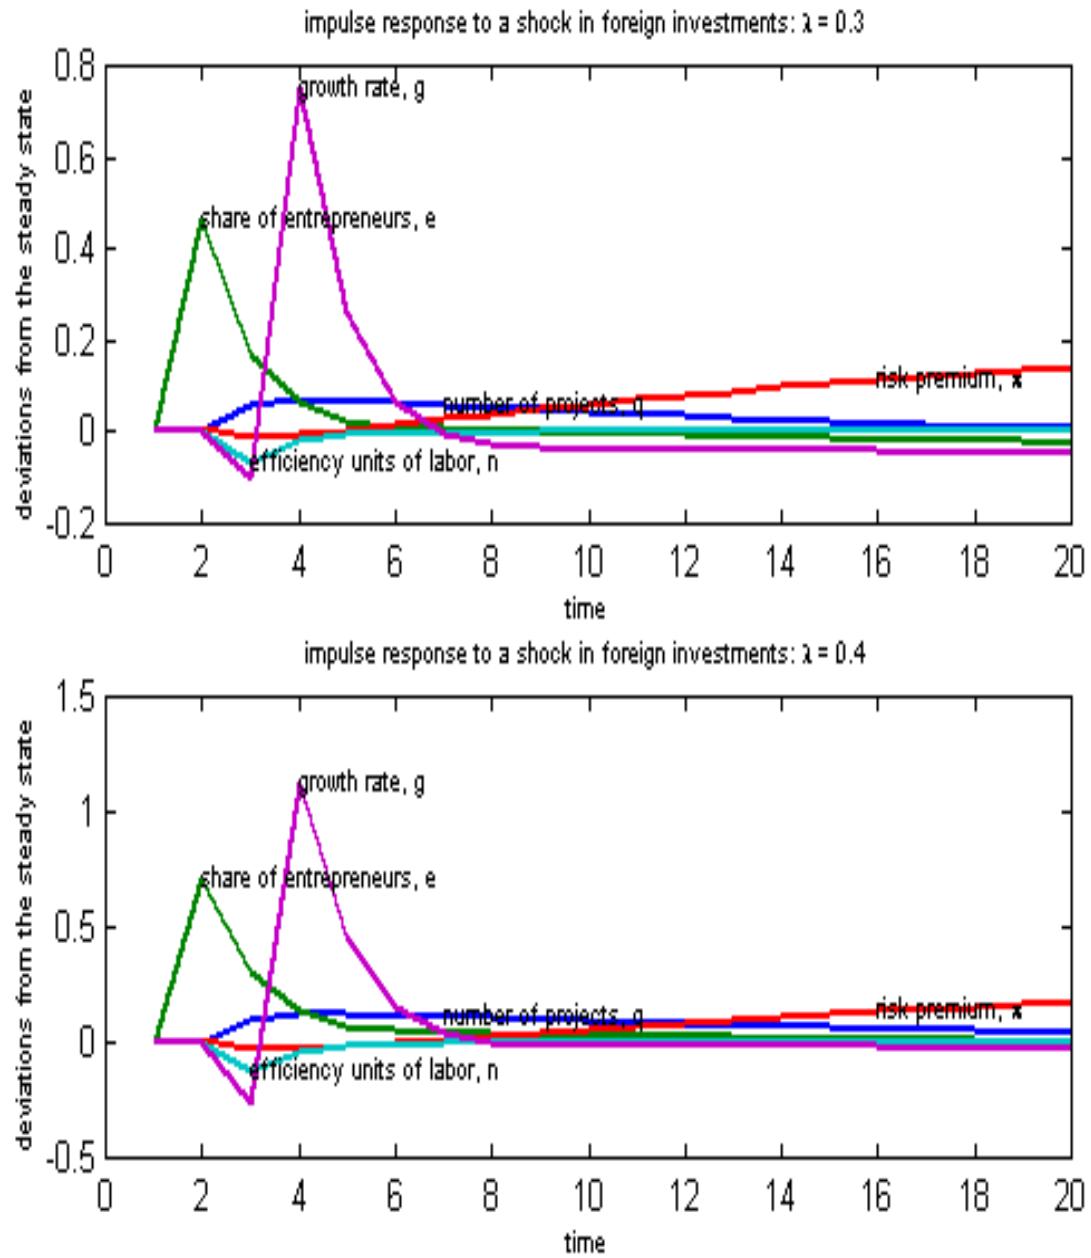 impulse response to a shock in foreign investments: λ = 0.3
deviations from the steady state
0.8
0.6
0.4
0.2
0
-0.2
growth rate, g
share of entrepreneurs, e
risk premium, x
number of projects, q
efficiency units of labor, n
0 2 4 6 8 10 12 14 16 18 20
time
impulse response to a shock in foreign investments: λ = 0.4
deviations from the steady state
1.5
1
0.5
0
-0.5
growth rate, g
share of entrepreneurs, e
risk premium, x
number of projects, q
efficiency units of labor, n
0 2 4 6 8 10 12 14 16 18 20
time